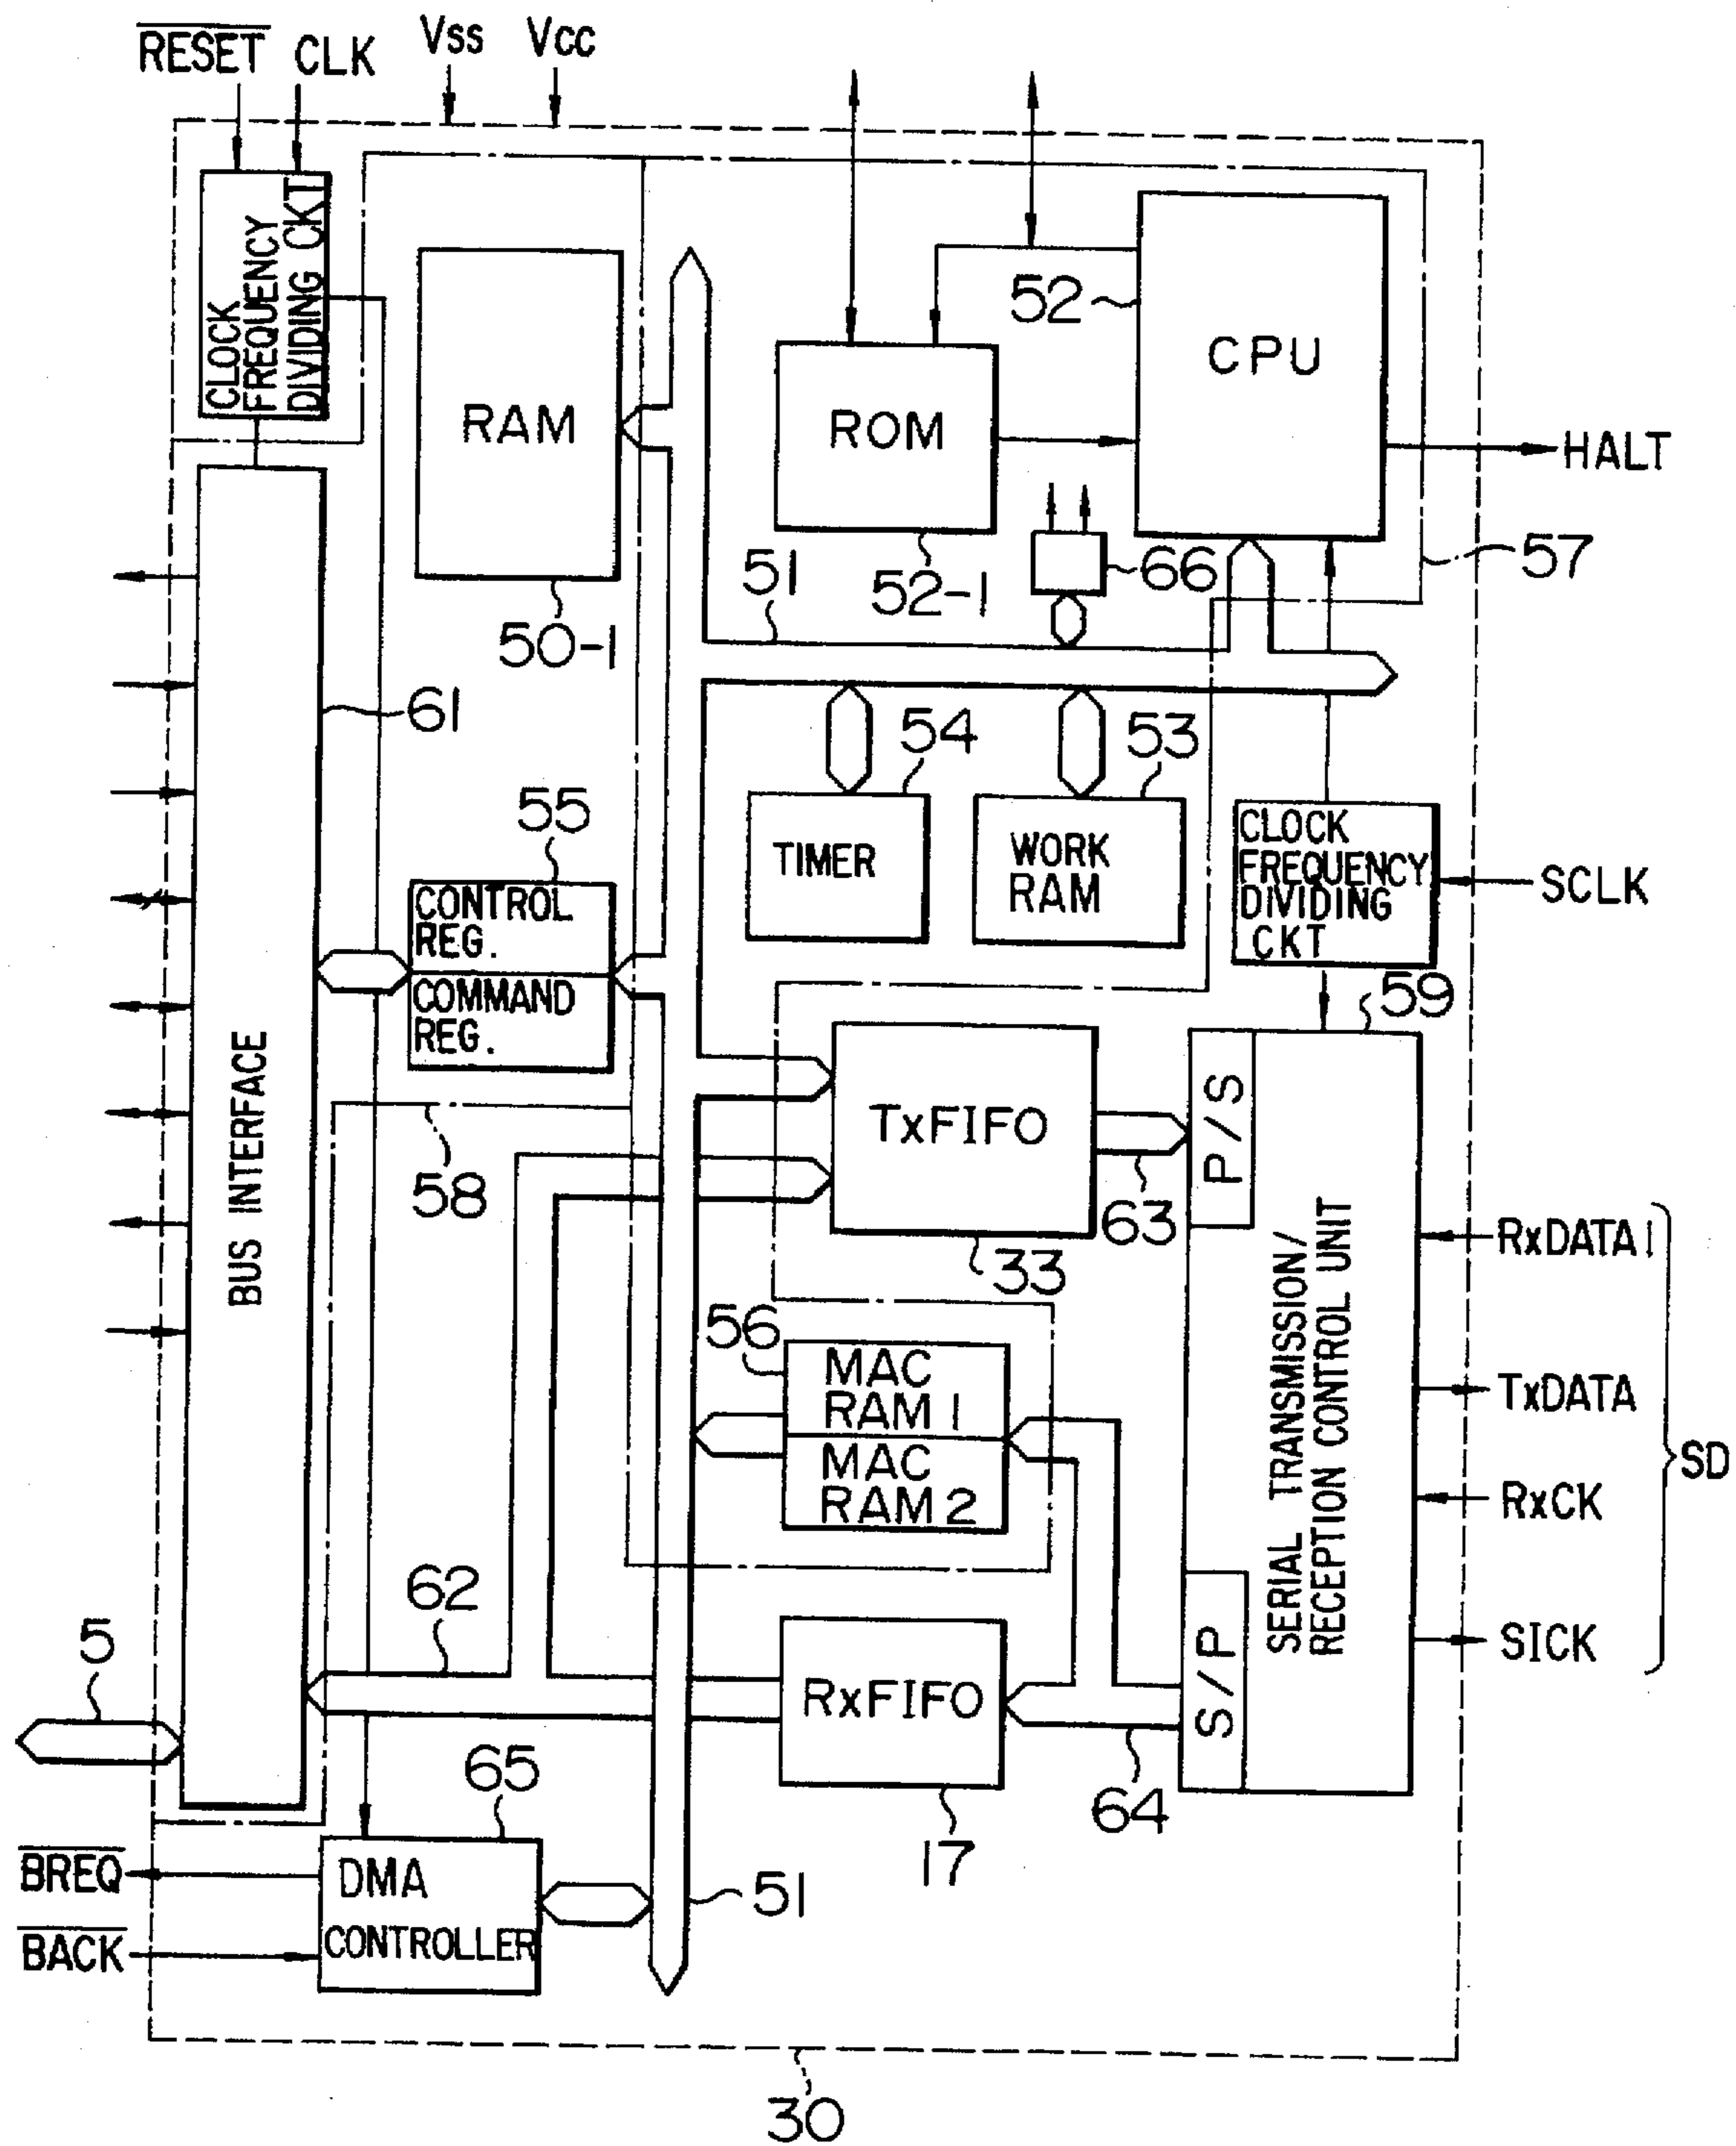 RESET CLK Vss Vcc
CLOCK
FREQUENCY
DIVIDING CKT
RAM
50-1
ROM
52-1
52
CPU
HALT
66
57
51
61
54
TIMER
53
WORK
RAM
CLOCK
FREQUENCY
DIVIDING
CKT
SCLK
55
CONTROL
REG.
COMMAND
REG.
58
BUS INTERFACE
59
TxFIFO
33
63
P/S
SERIAL TRANSMISSION/
RECEPTION CONTROL UNIT
S/P
RxDATA1
TxDATA
RxCK
SICK
SD
56
MAC
RAM 1
MAC
RAM 2
62
5
RxFIFO
17
64
65
DMA
CONTROLLER
BREQ
BACK
51
30